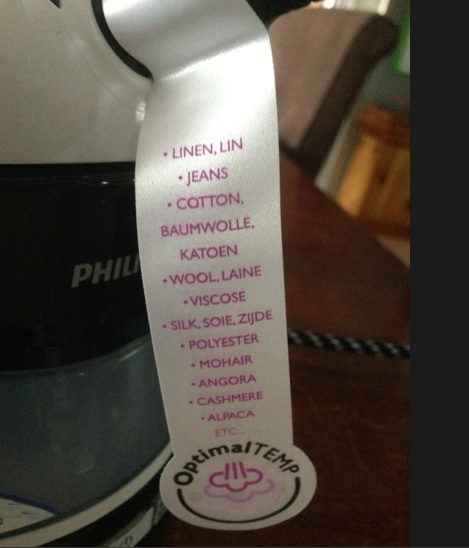 • LINEN, LIN
• JEANS
• COTTON,
BAUMWOLLE,
KATOEN
• WOOL, LAINE
• VISCOSE
• SILK, SOIE, ZIJDE
• POLYESTER
• MOHAIR
• ANGORA
• CASHMERE
• ALPACA
ETC...
OptimalTEMP
PHILI